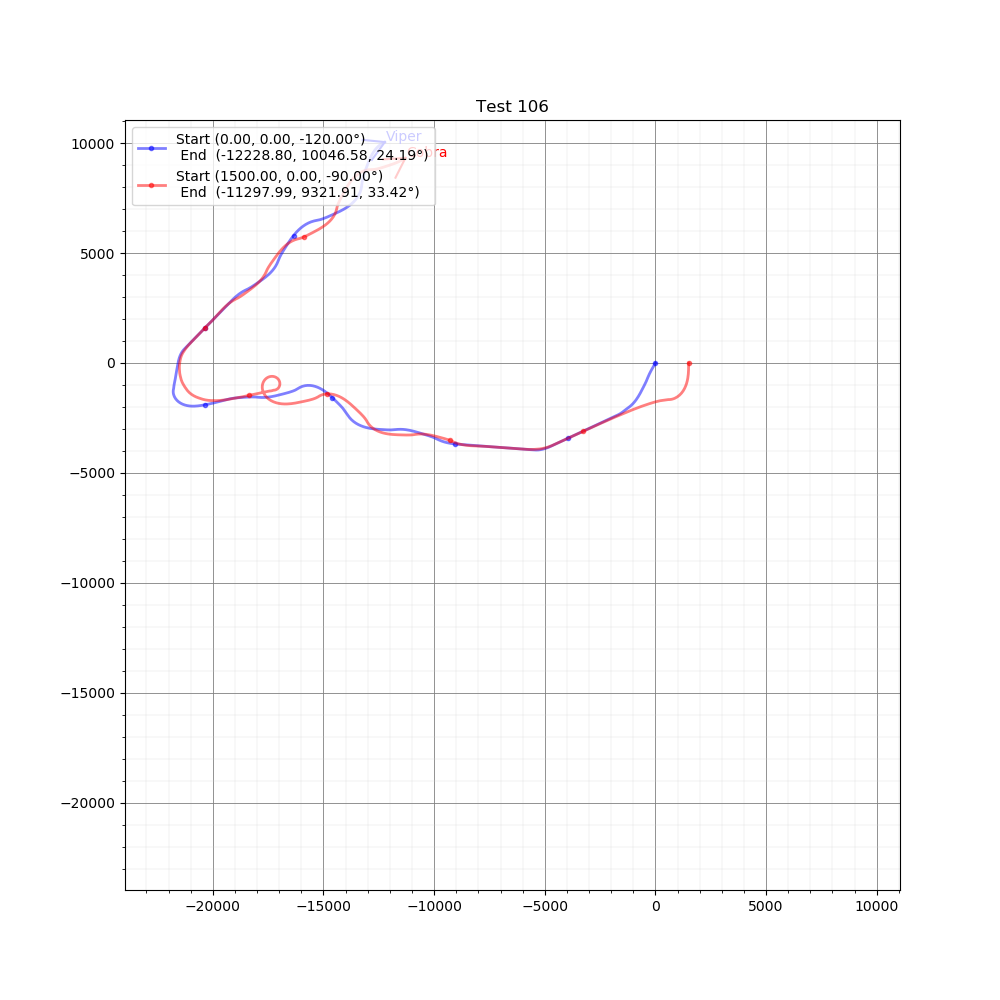 Test 106
Viper
Start (0.00, 0.00, -120.00°)
End (-12228.80, 10046.58, 24.19°)
Start (1500.00, 0.00, -90.00°)
End (-11297.99, 9321.91, 33.42°)
10000
5000
0
−5000
−10000
−15000
−20000
−20000 −15000 −10000 −5000 0 5000 10000